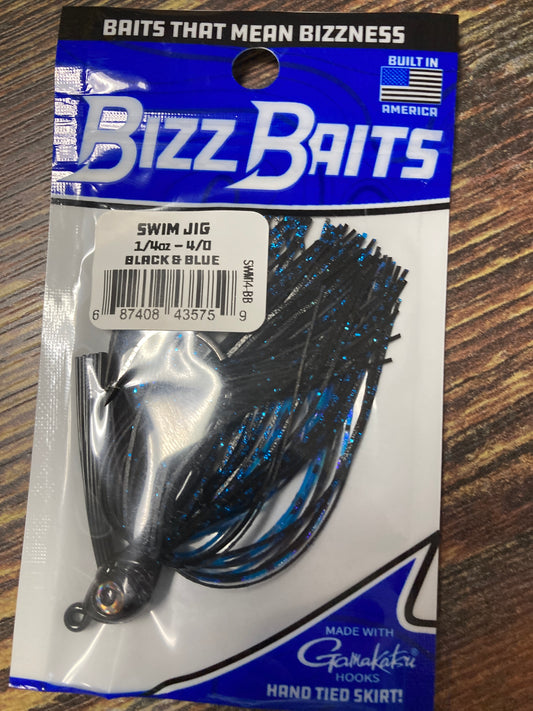 BAITS THAT MEAN BIZZNESS
BUILT IN
AMERICA
BIZZ BAITS
SWIM JIG
1/4oz – 4/0
BLACK & BLUE
SWM14-BB
6 87408 43575 9
MADE WITH
Gamakatsu
HOOKS
HAND TIED SKIRT!